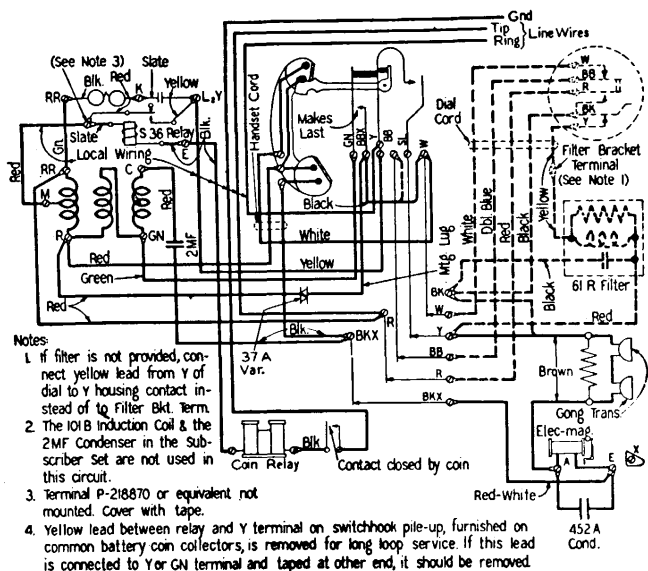 Gnd
Tip
Ring
Line Wires
(See Note 3)
Slate
Blk.
Red
Yellow
RR
K
L2 Y
Slate
S 36 Relay
E
Blk.
Gn.
Local Wiring
RR
C
Red
M
Red
2MF
R
GN
Red
Green
Red
Handset Cord
Makes
Last
GN
BBX
Y
BB
SL
W
Black
White
Yellow
Mtg Lug
Dial
Cord
W
BB
R
BK
Y
Filter Bracket
Terminal
(See Note 1)
White
Dbl Blue
Red
Black
Yellow
Black
61 R Filter
Red
BK
W
Y
BB
R
BKX
R
Blk.
BKX
37 A
Var.
Brown
Gong Trans.
Elec-mag.
A
E
X
Red-White
452 A
Cond.
Coin Relay
Blk
Contact closed by coin
Notes:
1. If filter is not provided, con-
nect yellow lead from Y of
dial to Y housing contact in-
stead of to Filter Bkt. Term.
2. The 101B Induction Coil & the
2MF Condenser in the Sub-
scriber Set are not used in
this circuit.
3. Terminal P-218870 or equivalent not
mounted. Cover with tape.
4. Yellow lead between relay and Y terminal on switchhook pile-up, furnished on
common battery coin collectors, is removed for long loop service. If this lead
is connected to Y or GN terminal and taped at other end, it should be removed.